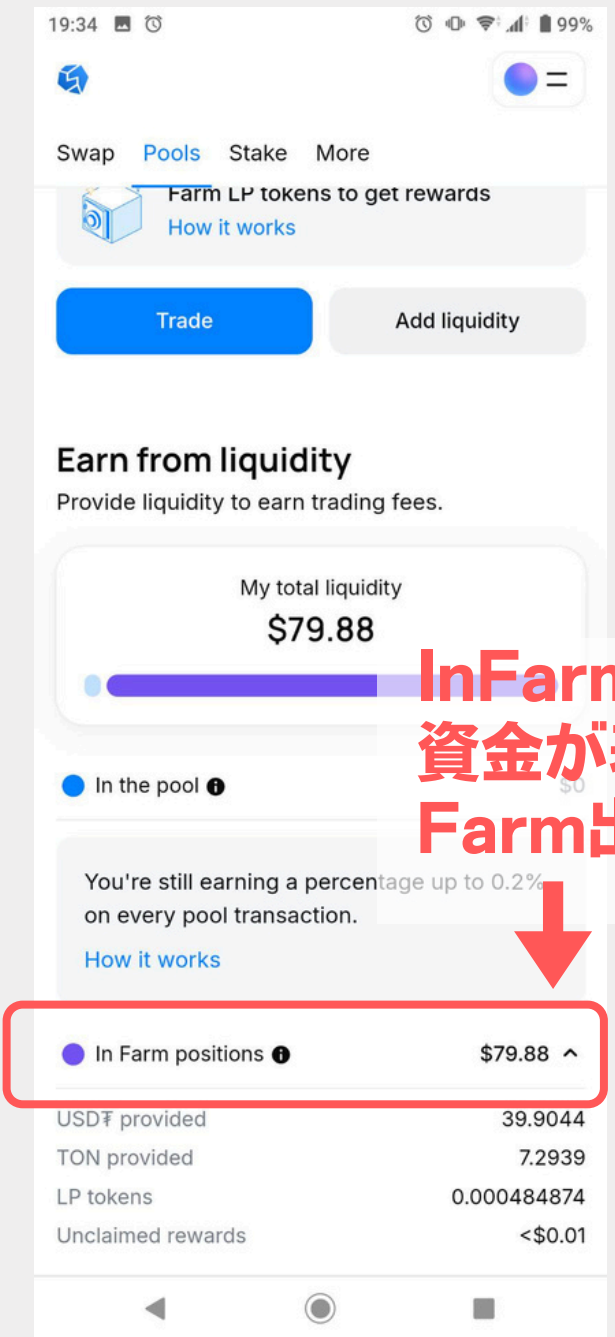 19:34
99%
Swap Pools Stake More
Farm LP tokens to get rewards
How it works
Trade
Add liquidity
Earn from liquidity
Provide liquidity to earn trading fees.
My total liquidity
$79.88
InFarm
資金が
In the pool
$0
Farm
You're still earning a percentage up to 0.2%
on every pool transaction.
How it works
In Farm positions $79.88
USD₮ provided 39.9044
TON provided 7.2939
LP tokens 0.000484874
Unclaimed rewards <$0.01